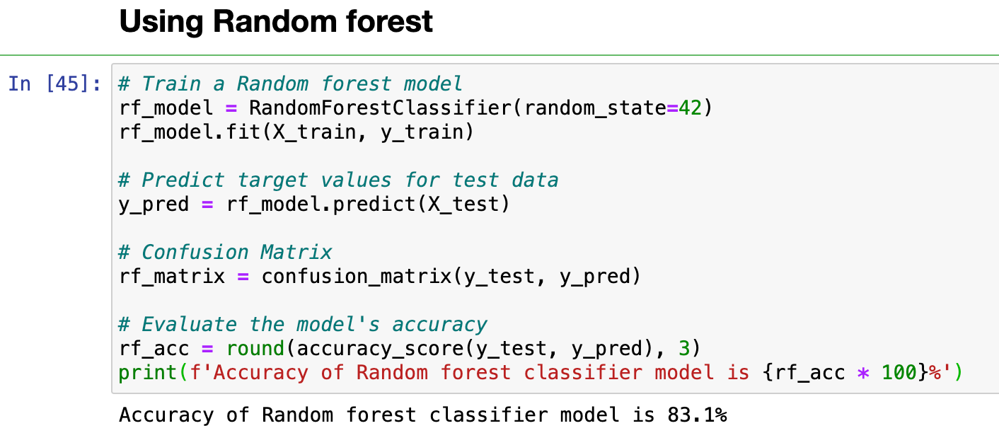 Using Random forest
In [45]:
# Train a Random forest model
rf_model = RandomForestClassifier(random_state=42)
rf_model.fit(X_train, y_train)
# Predict target values for test data
y_pred = rf_model.predict(X_test)
# Confusion Matrix
rf_matrix = confusion_matrix(y_test, y_pred)
# Evaluate the model's accuracy
rf_acc = round(accuracy_score(y_test, y_pred), 3)
print(f'Accuracy of Random forest classifier model is {rf_acc * 100}%')
Accuracy of Random forest classifier model is 83.1%